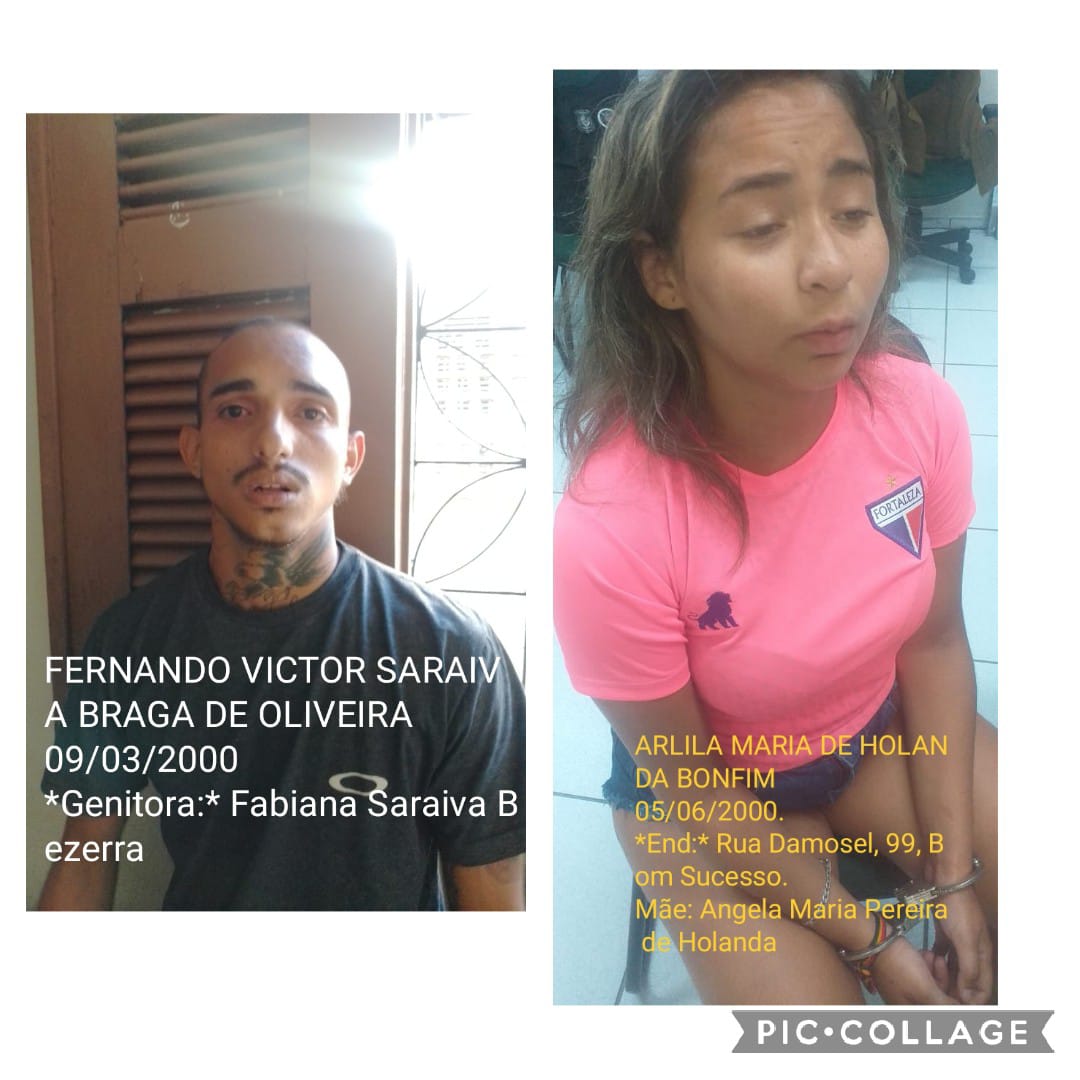 FERNANDO VICTOR SARAIV
A BRAGA DE OLIVEIRA
09/03/2000
*Genitora:* Fabiana Saraiva B
ezerra
FORTALEZA
ARLILA MARIA DE HOLAN
DA BONFIM
05/06/2000.
*End:* Rua Damosel, 99, B
om Sucesso.
Mãe: Angela Maria Pereira
de Holanda
PIC•COLLAGE